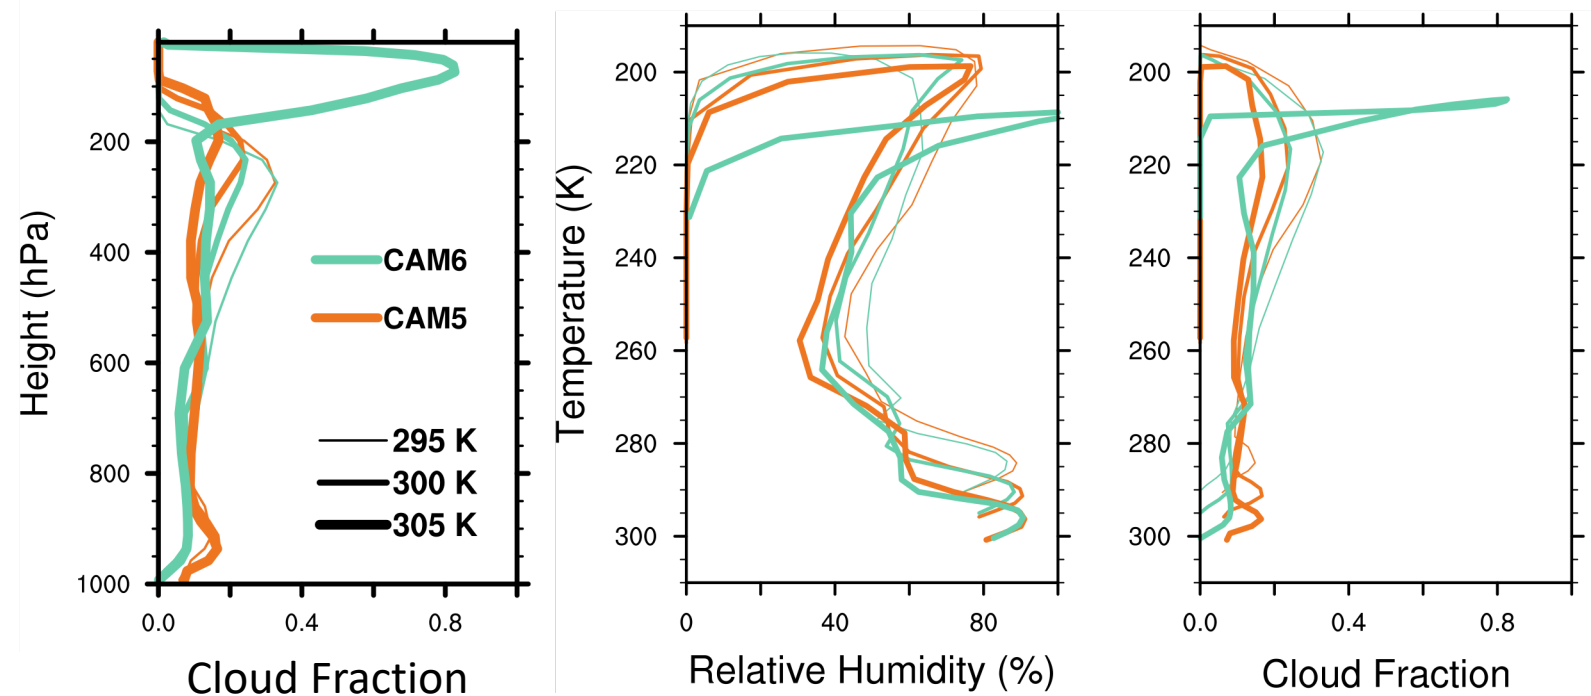 Height (hPa)
200
400
600
800
1000
0.0
0.4
0.8
Cloud Fraction
CAM6
CAM5
295 K
300 K
305 K
Temperature (K)
200
220
240
260
280
300
0
40
80
Relative Humidity (%)
200
220
240
260
280
300
0.0
0.4
0.8
Cloud Fraction